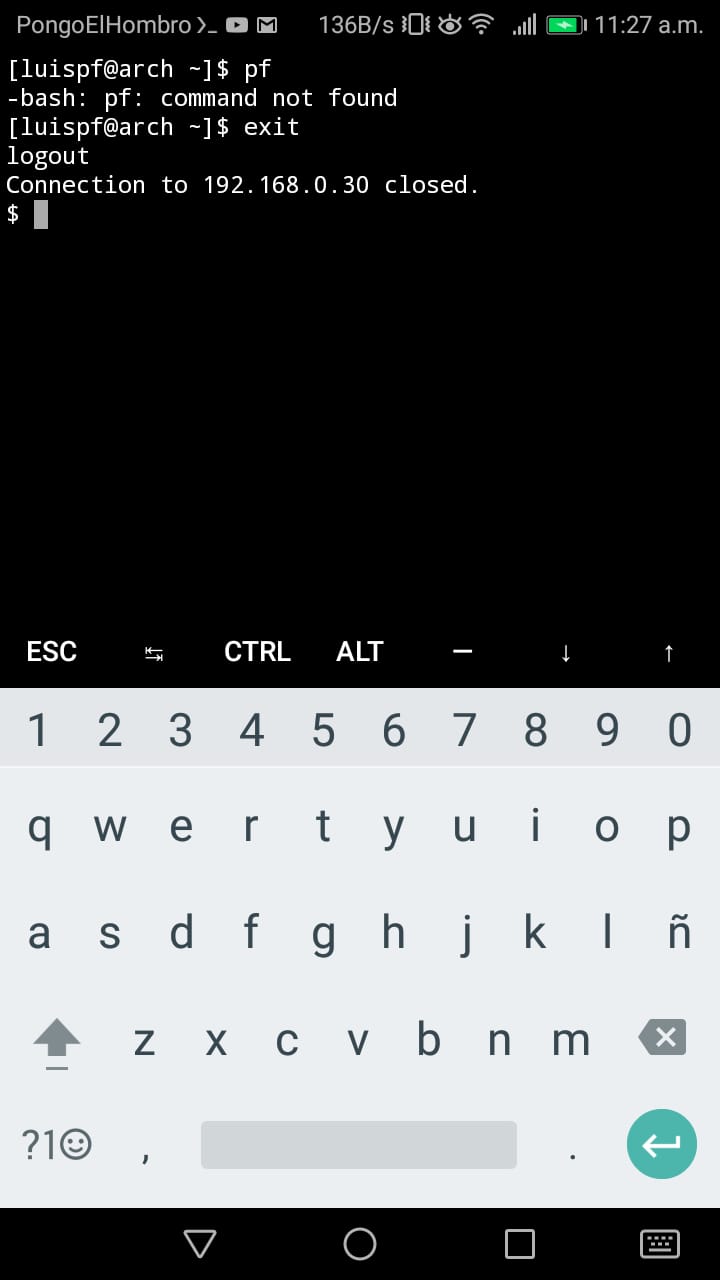 PongoElHombro 136B/s 11:27 a.m.
[luispf@arch ~]$ pf
-bash: pf: command not found
[luispf@arch ~]$ exit
logout
Connection to 192.168.0.30 closed.
$
ESC ↹ CTRL ALT — ↓ ↑
1 2 3 4 5 6 7 8 9 0
q w e r t y u i o p
a s d f g h j k l ñ
z x c v b n m
?1☺ , .